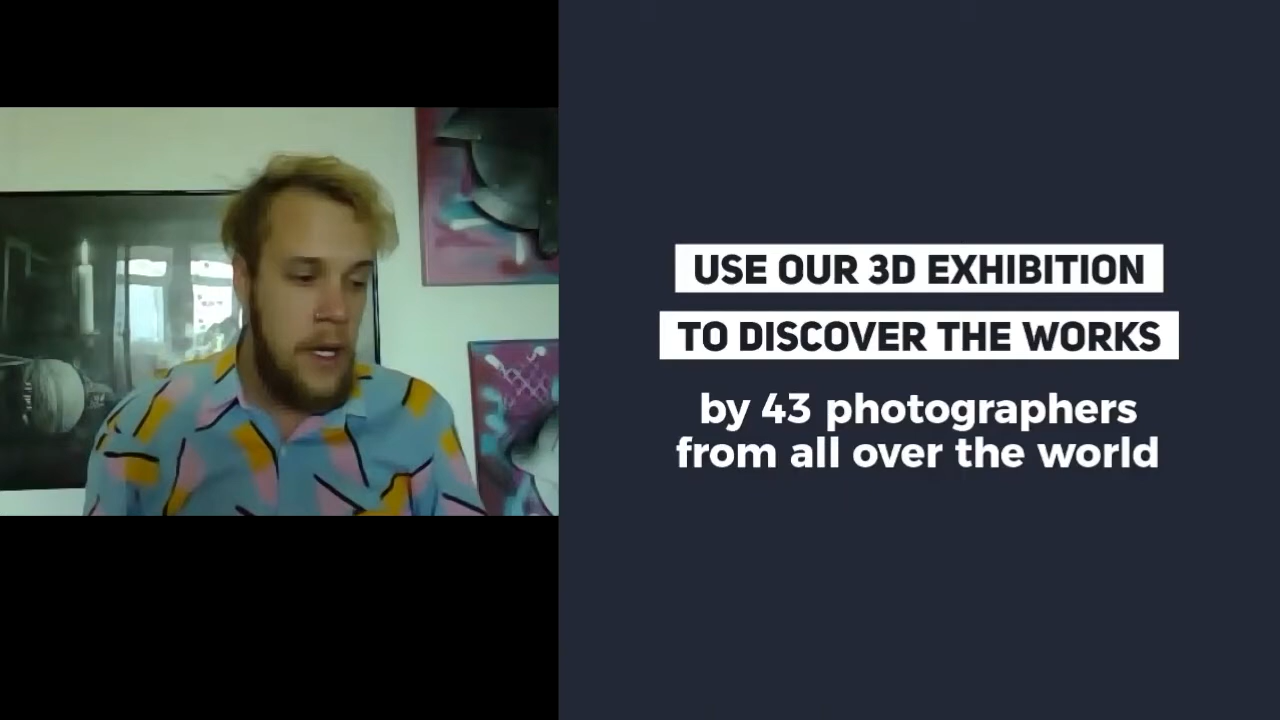 USE OUR 3D EXHIBITION
TO DISCOVER THE WORKS
by 43 photographers
from all over the world